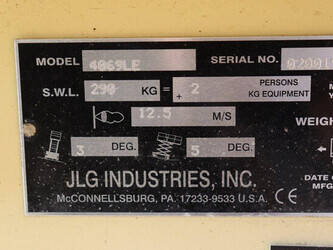 MODEL 4069LE SERIAL NO.
S.W.L. 290 KG = 2 PERSONS
+ KG EQUIPMENT
12.5 M/S
WEIGH
3 DEG. 5 DEG.
DATE O
JLG INDUSTRIES, INC.
MCCONNELLSBURG, PA. 17233-9533 U.S.A. CE